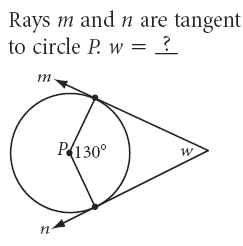 Rays m and n are tangent
to circle P. w = ?
m
P 130°
w
n